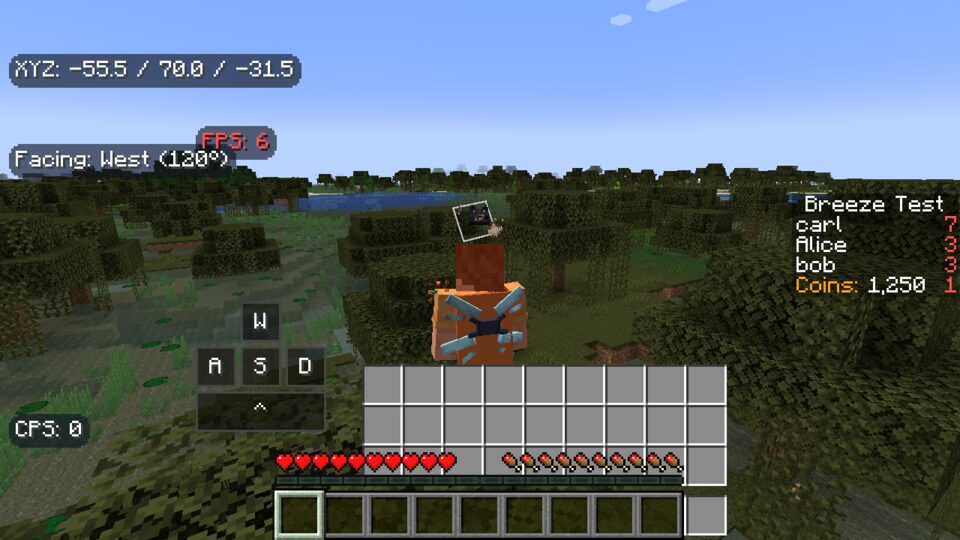 XYZ: -55.5 / 70.0 / -31.5
FPS: 6
Facing: West (120°)
Breeze Test
carl 7
Alice 3
bob 3
Coins: 1,250 1
W
A S D
^
CPS: 0